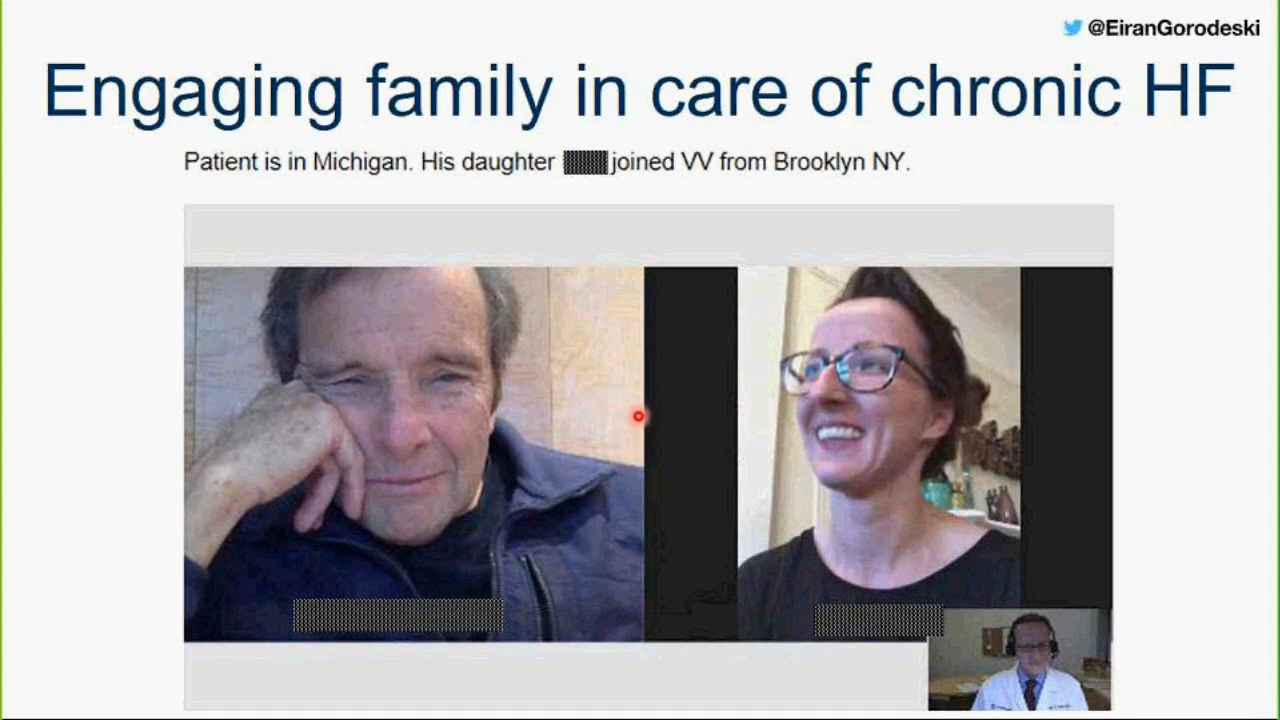 @EiranGorodeski
Engaging family in care of chronic HF
Patient is in Michigan. His daughter joined VV from Brooklyn NY.